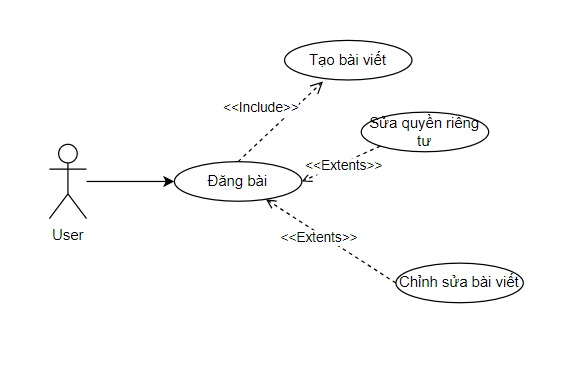 Tạo bài viết
<<Include>>
Sửa quyền riêng
tư
<<Extents>>
Đăng bài
User
<<Extents>>
Chỉnh sửa bài viết